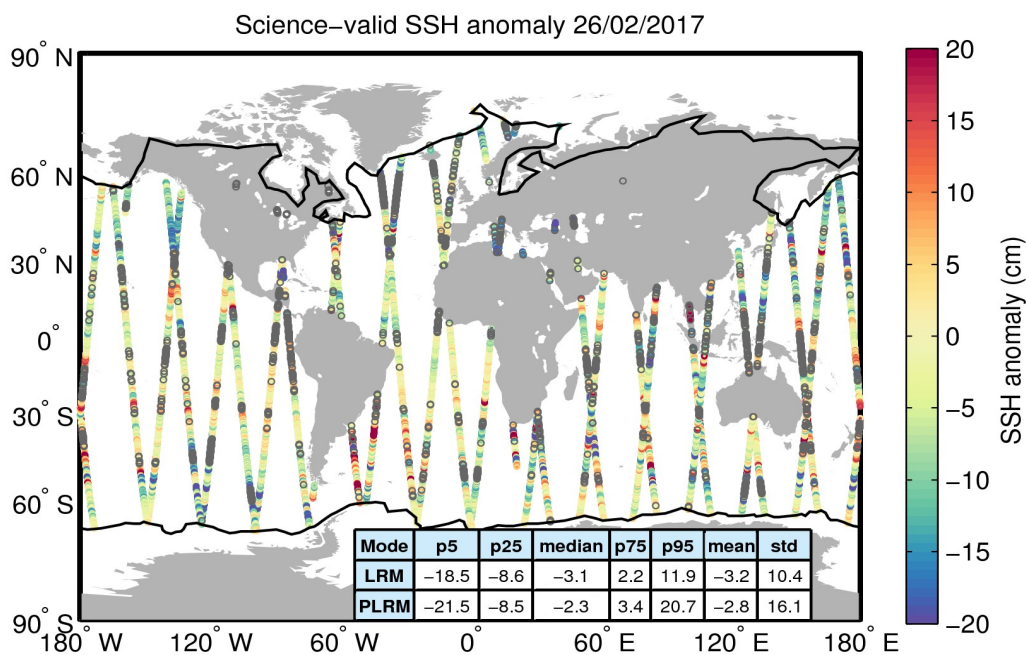 Science−valid SSH anomaly 26/02/2017
90° N
60° N
30° N
0°
30° S
60° S
90° S
180° W
120° W
60° W
0°
60° E
120° E
180° E
Mode p5 p25 median p75 p95 mean std
LRM −18.5 −8.6 −3.1 2.2 11.9 −3.2 10.4
PLRM −21.5 −8.5 −2.3 3.4 20.7 −2.8 16.1
20
15
10
5
0
−5
−10
−15
−20
SSH anomaly (cm)